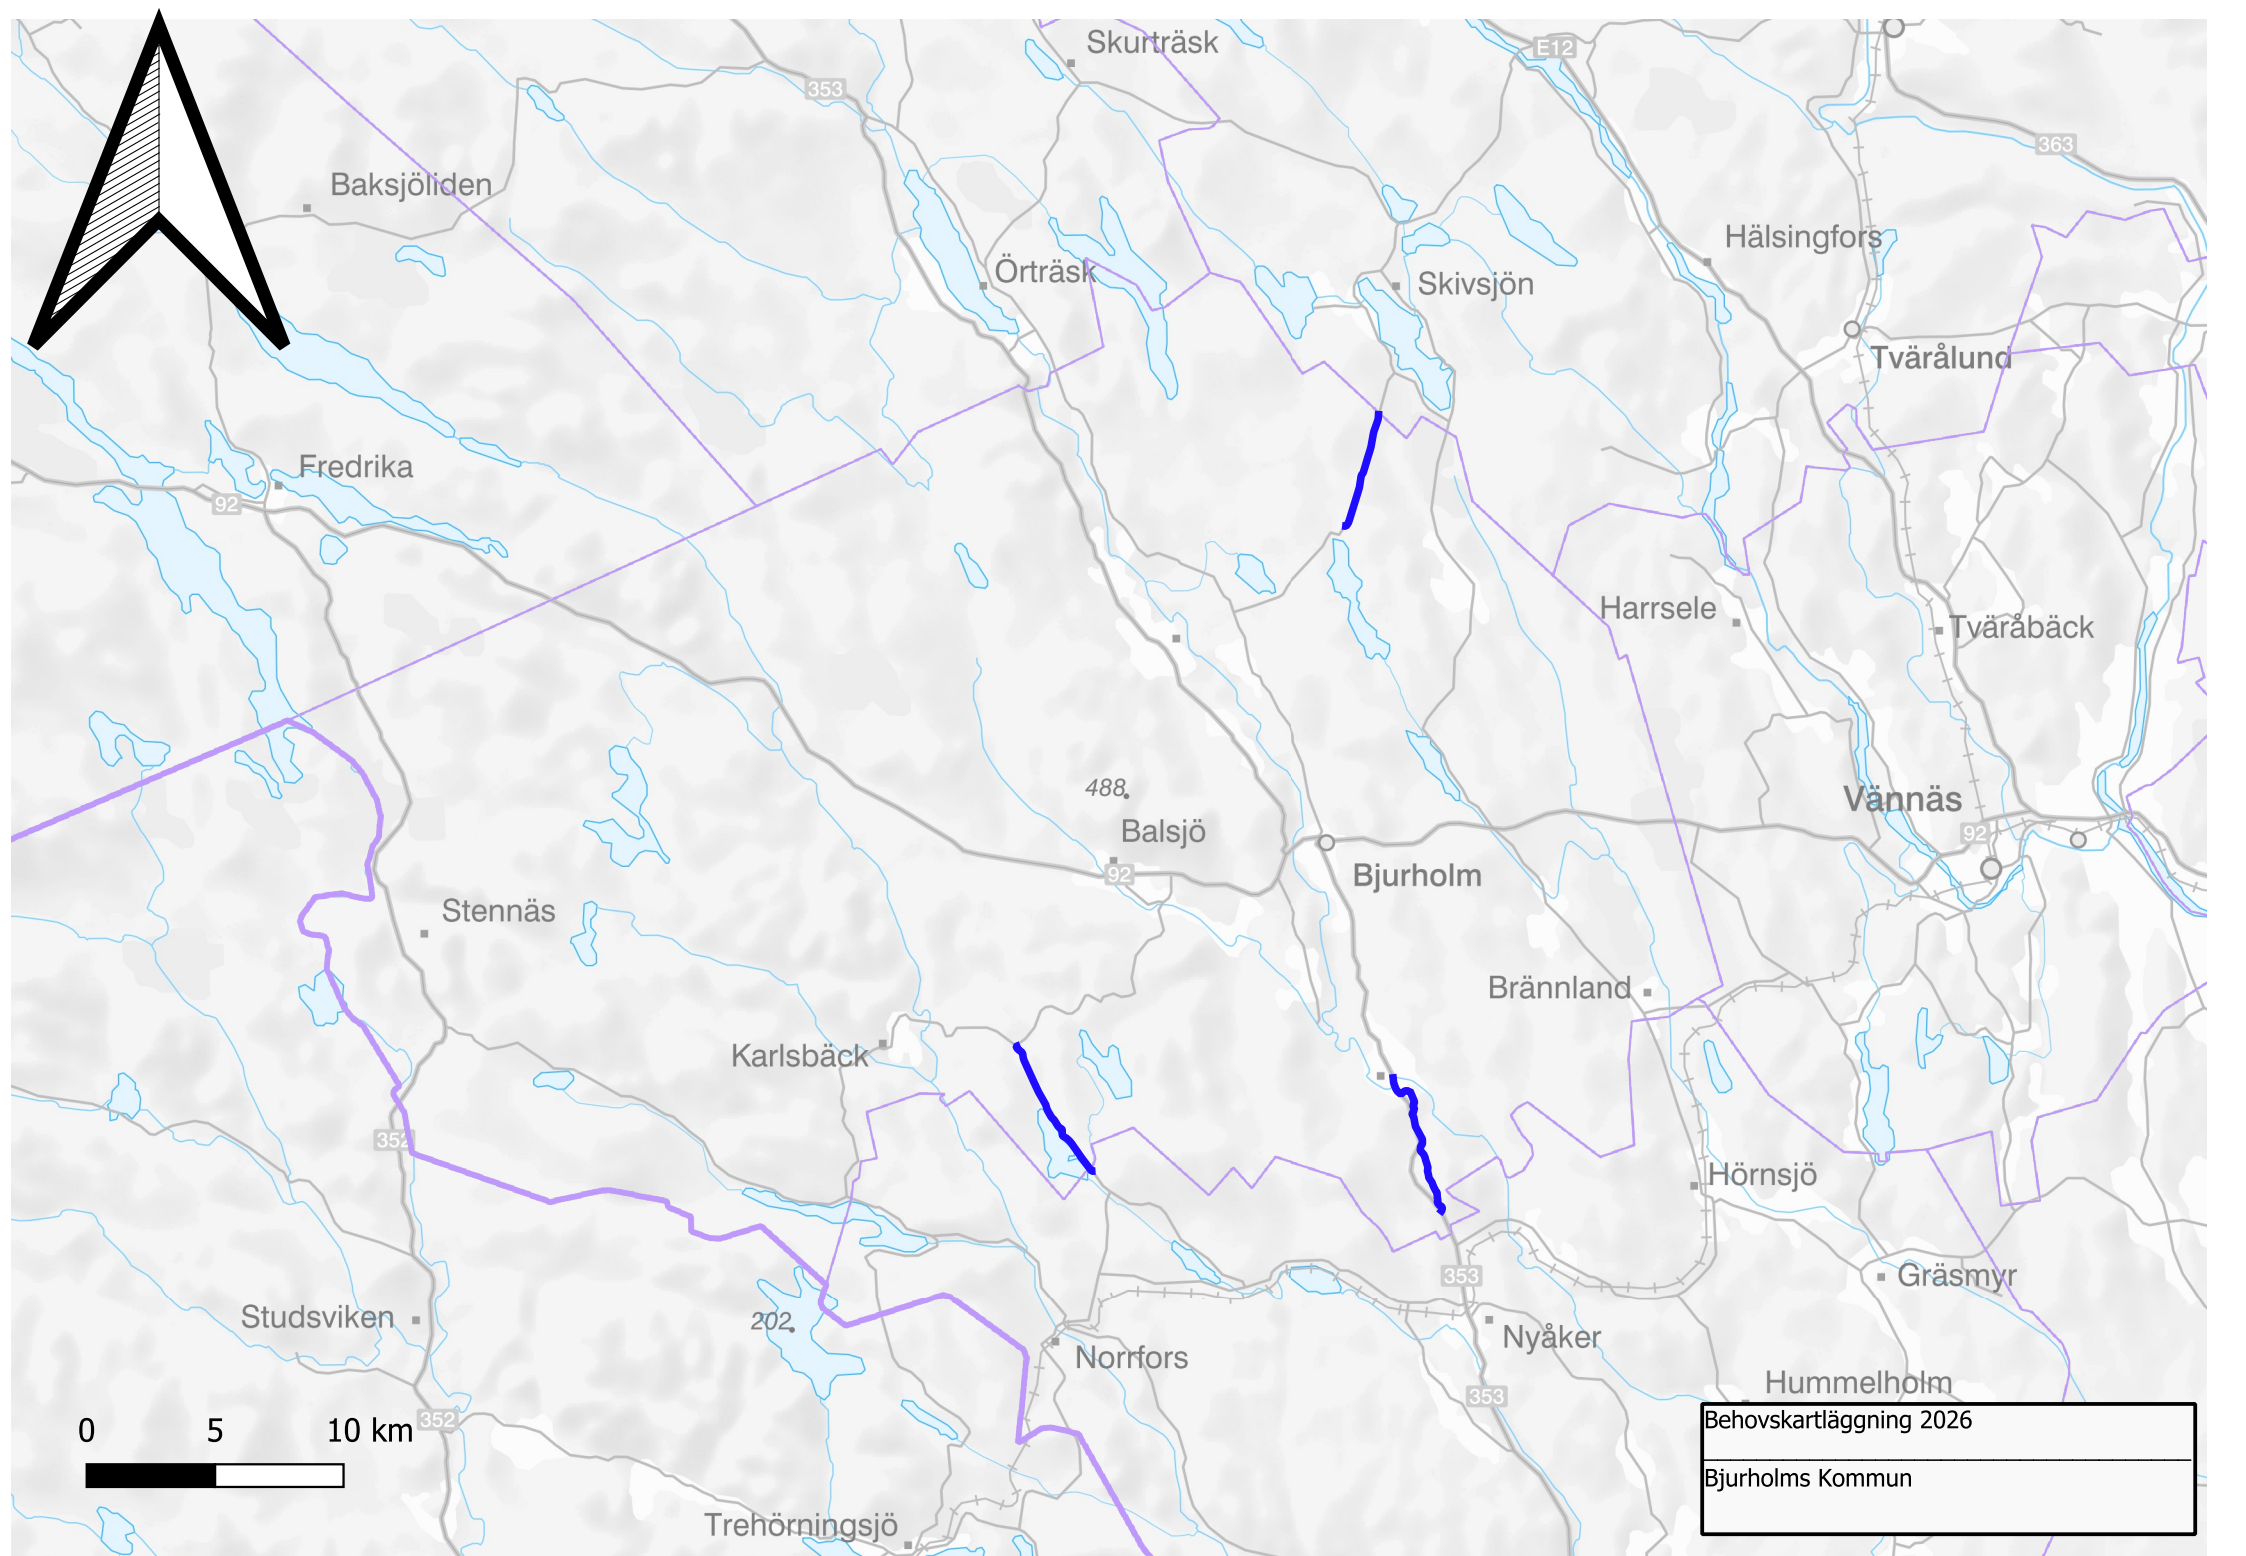 Skurträsk
E12
353
363
Baksjöliden
Hälsingfors
Örträsk
Skivsjön
Tvärålund
Fredrika
92
Harrsele
Tväråbäck
488
Vännäs
Balsjö
92
92
Bjurholm
Stennäs
Brännland
Karlsbäck
352
Hörnsjö
353
Gräsmyr
Studsviken
202
Nyåker
Norrfors
353
Hummelholm
352
0 5 10 km
Behovskartläggning 2026
Bjurholms Kommun
Trehörningsjö